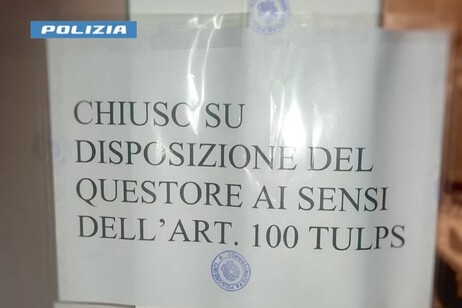 POLIZIA
CHIUSO SU
DISPOSIZIONE DEL
QUESTORE AI SENSI
DELL'ART. 100 TULPS